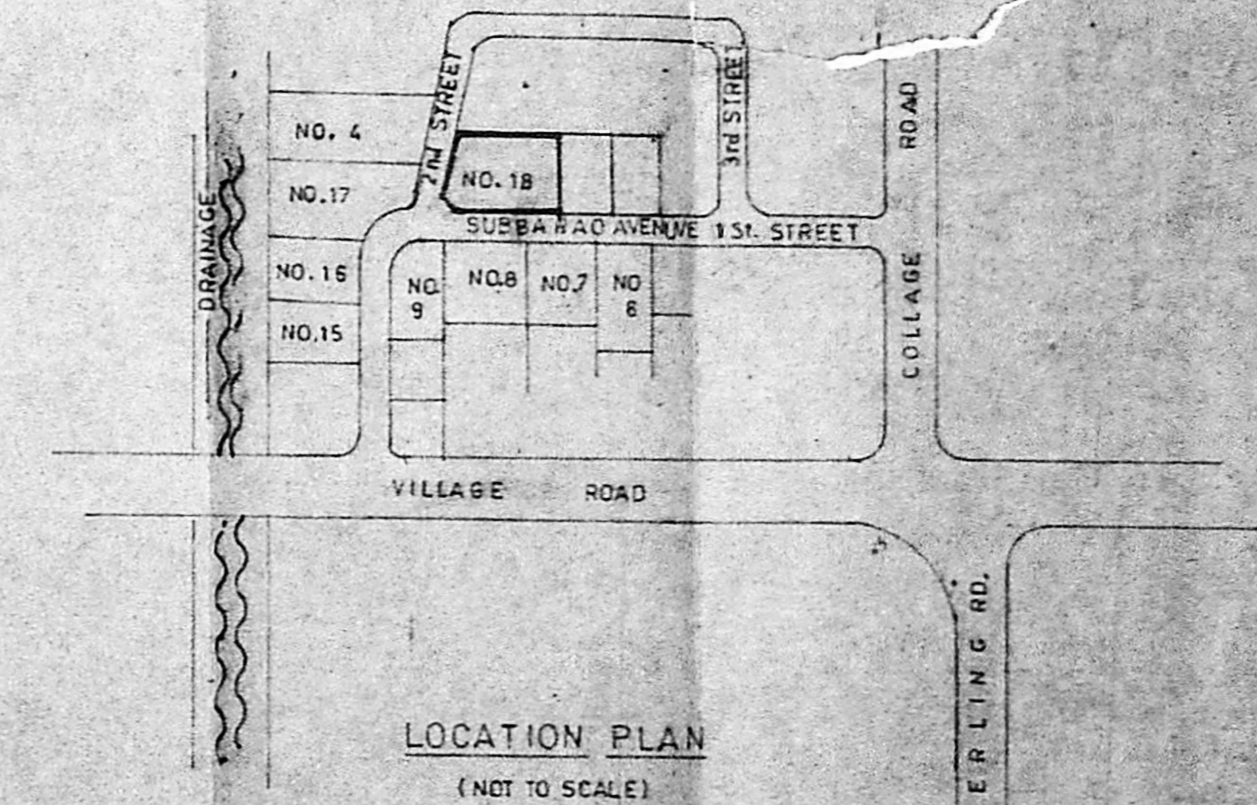 2nd STREET
3rd STREET
ROAD
NO. 4
NO.17
NO. 18
DRAINAGE
SUBBA RAO AVENUVE 1 St. STREET
NO.16
NO.
9
NO.8
NO.7
NO
6
COLLAGE
NO.15
VILLAGE ROAD
ERLING RD.
LOCATION PLAN
(NOT TO SCALE)